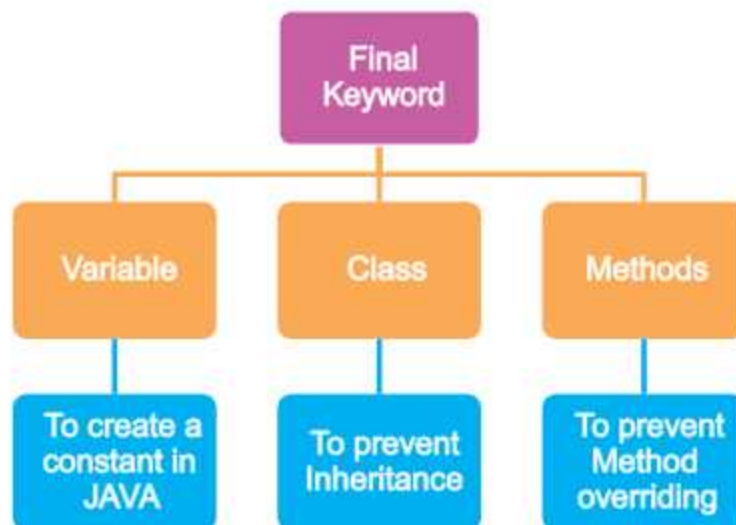 Final
Keyword
Variable
Class
Methods
To create a
constant in
JAVA
To prevent
Inheritance
To prevent
Method
overriding